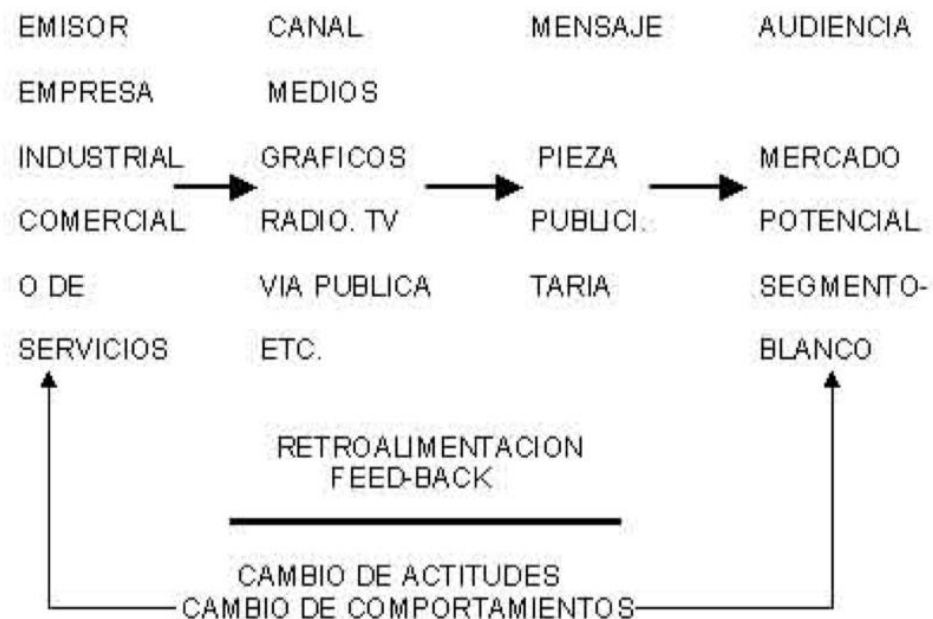 EMISOR CANAL MENSAJE AUDIENCIA
EMPRESA MEDIOS
INDUSTRIAL GRAFICOS PIEZA MERCADO
COMERCIAL RADIO. TV PUBLICI. POTENCIAL
O DE VIA PUBLICA TARIA SEGMENTO-
SERVICIOS ETC. BLANCO
RETROALIMENTACION
FEED-BACK
CAMBIO DE ACTITUDES
CAMBIO DE COMPORTAMIENTOS